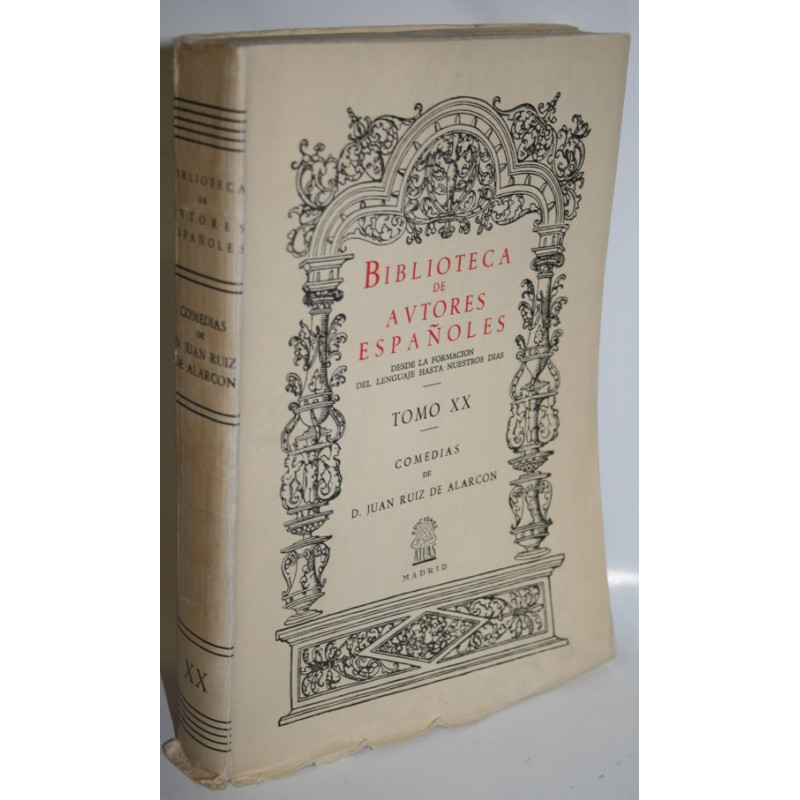 BIBLIOTECA
DE
AVTORES
ESPAÑOLES
DESDE LA FORMACION
DEL LENGUAJE HASTA NUESTROS DIAS
TOMO XX
COMEDIAS
DE
D. JUAN RUIZ DE ALARCON
EDICIONES
ATLAS
MADRID
BIBLIOTECA
DE
AVTORES
ESPAÑOLES
COMEDIAS
DE
D. JUAN RUIZ
DE ALARCON
XX